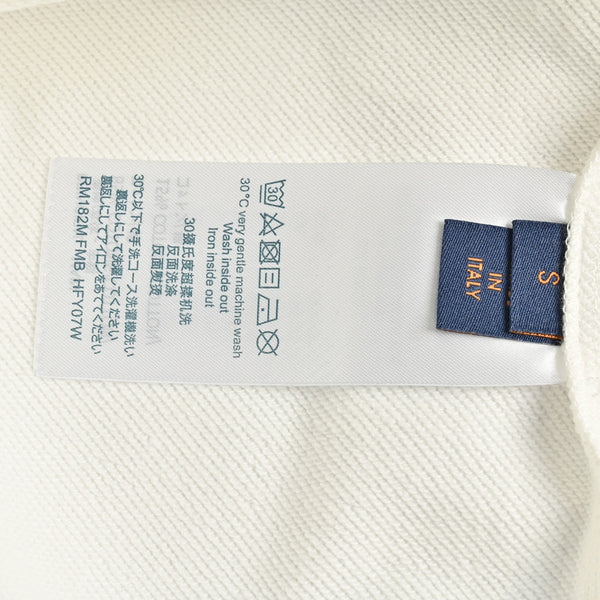 30
30°C very gentle machine wash
Wash inside out
Iron inside out
30摄氏度超柔机洗
反面洗涤
反面熨烫
30℃以下で手洗コース洗濯機洗い
裏返しにして洗濯してください
裏返しにしてアイロンをあててください
RM182M FMB HFY07W
IN
ITALY
S